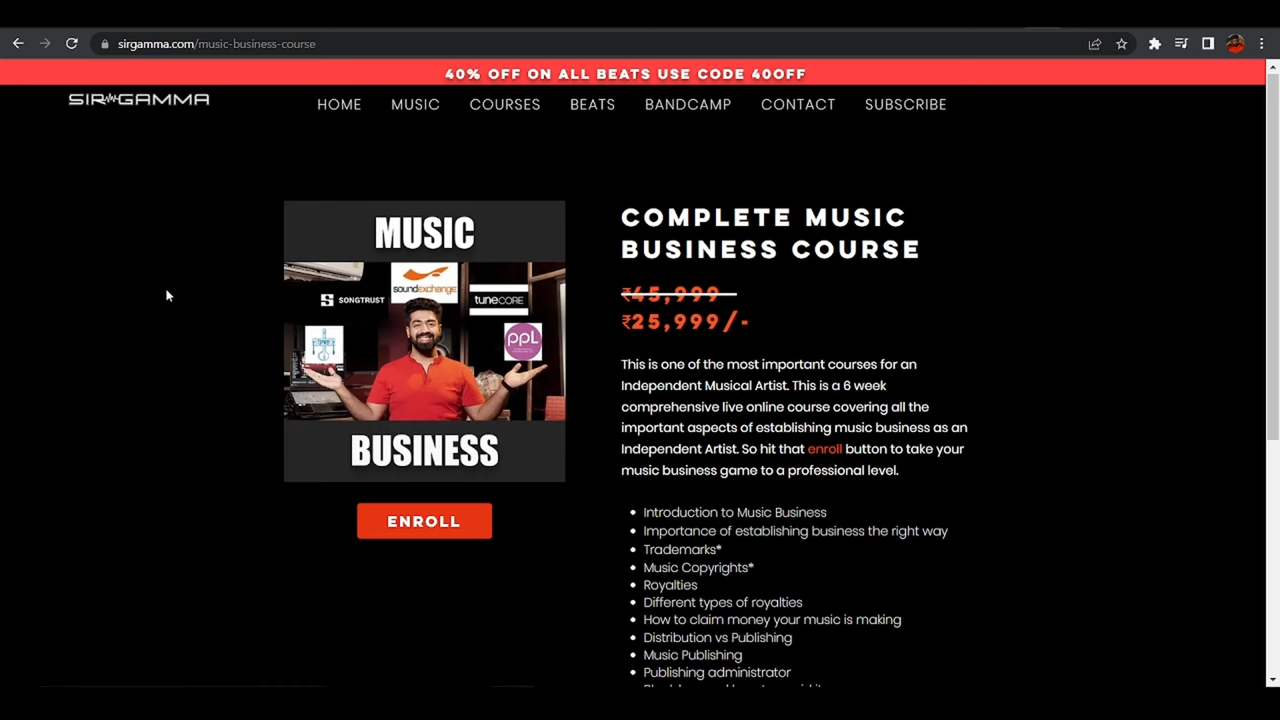 sirgamma.com/music-business-course
40% OFF ON ALL BEATS USE CODE 40OFF
SIR GAMMA
HOME MUSIC COURSES BEATS BANDCAMP CONTACT SUBSCRIBE
MUSIC
soundexchange
SONGTRUST
tunecore
ppl
BUSINESS
ENROLL
COMPLETE MUSIC
BUSINESS COURSE
₹45,999
₹25,999/-
This is one of the most important courses for an
Independent Musical Artist. This is a 6 week
comprehensive live online course covering all the
important aspects of establishing music business as an
Independent Artist. So hit that enroll button to take your
music business game to a professional level.
• Introduction to Music Business
• Importance of establishing business the right way
• Trademarks*
• Music Copyrights*
• Royalties
• Different types of royalties
• How to claim money your music is making
• Distribution vs Publishing
• Music Publishing
• Publishing administrator